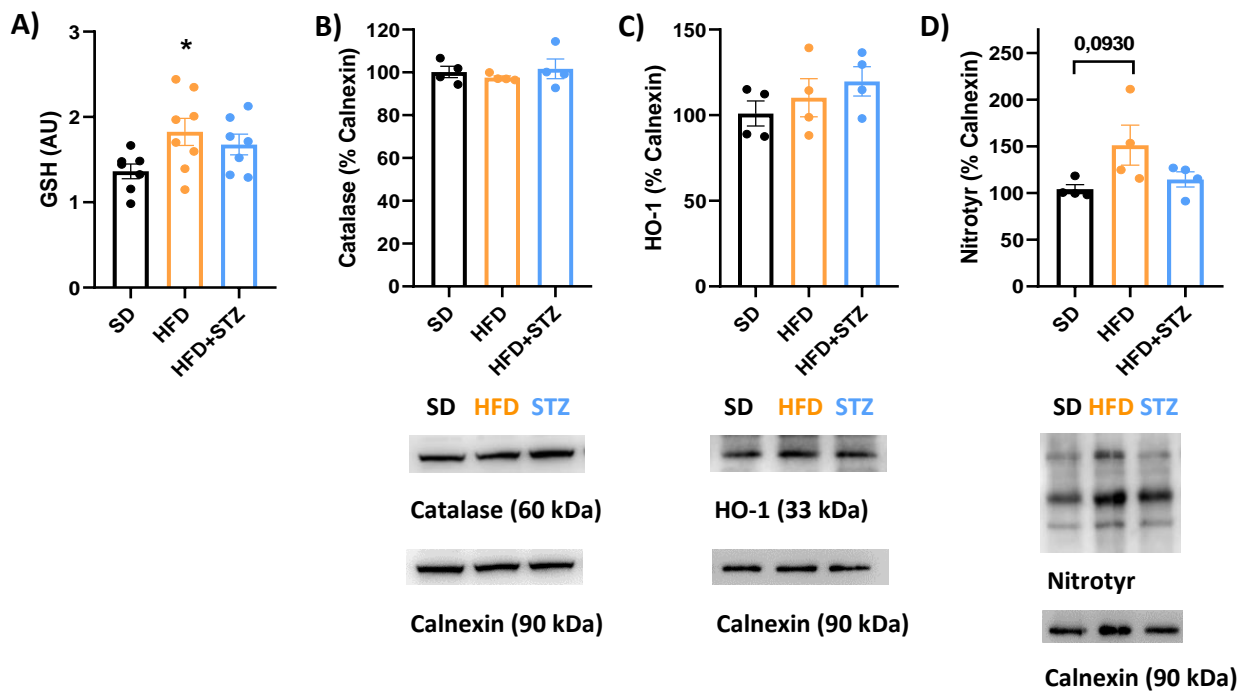 A)
GSH (AU)
3
2
1
0
*
SD
HFD
HFD+STZ
B)
Catalase (% Calnexin)
120
100
80
60
40
20
0
SD
HFD
HFD+STZ
SD HFD STZ
Catalase (60 kDa)
Calnexin (90 kDa)
C)
HO-1 (% Calnexin)
150
100
50
0
SD
HFD
HFD+STZ
SD HFD STZ
HO-1 (33 kDa)
Calnexin (90 kDa)
D)
Nitrotyr (% Calnexin)
250
200
150
100
50
0
0,0930
SD
HFD
HFD+STZ
SD HFD STZ
Nitrotyr
Calnexin (90 kDa)